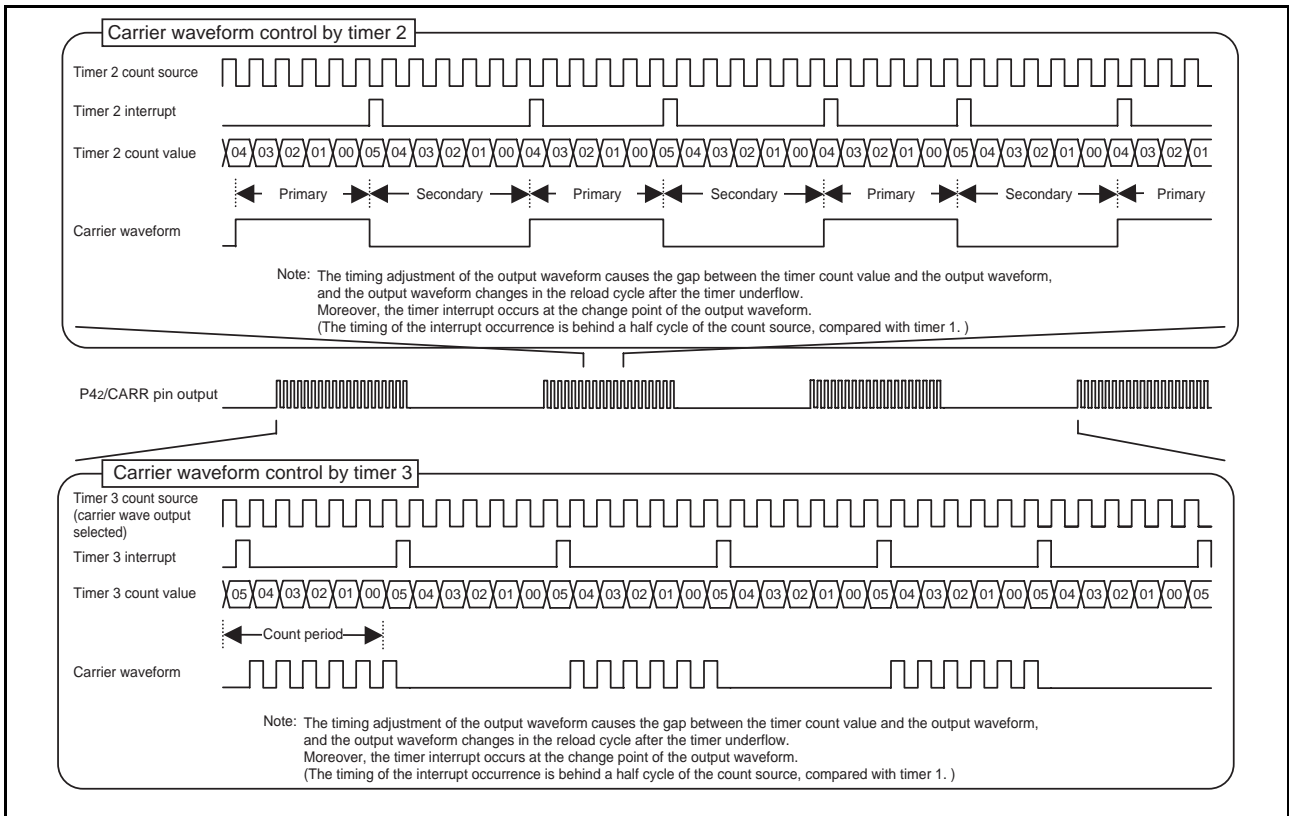 Carrier waveform control by timer 2
Timer 2 count source
Timer 2 interrupt
Timer 2 count value
04 03 02 01 00 05 04 03 02 01 00 04 03 02 01 00 05 04 03 02 01 00 04 03 02 01 00 05 04 03 02 01 00 04 03 02 01
Primary Secondary Primary Secondary Primary Secondary Primary
Carrier waveform
Note: The timing adjustment of the output waveform causes the gap between the timer count value and the output waveform,
and the output waveform changes in the reload cycle after the timer underflow.
Moreover, the timer interrupt occurs at the change point of the output waveform.
(The timing of the interrupt occurrence is behind a half cycle of the count source, compared with timer 1. )
P42/CARR pin output
Carrier waveform control by timer 3
Timer 3 count source
(carrier wave output
selected)
Timer 3 interrupt
Timer 3 count value
05 04 03 02 01 00 05 04 03 02 01 00 05 04 03 02 01 00 05 04 03 02 01 00 05 04 03 02 01 00 05 04 03 02 01 00 05
Count period
Carrier waveform
Note: The timing adjustment of the output waveform causes the gap between the timer count value and the output waveform,
and the output waveform changes in the reload cycle after the timer underflow.
Moreover, the timer interrupt occurs at the change point of the output waveform.
(The timing of the interrupt occurrence is behind a half cycle of the count source, compared with timer 1. )